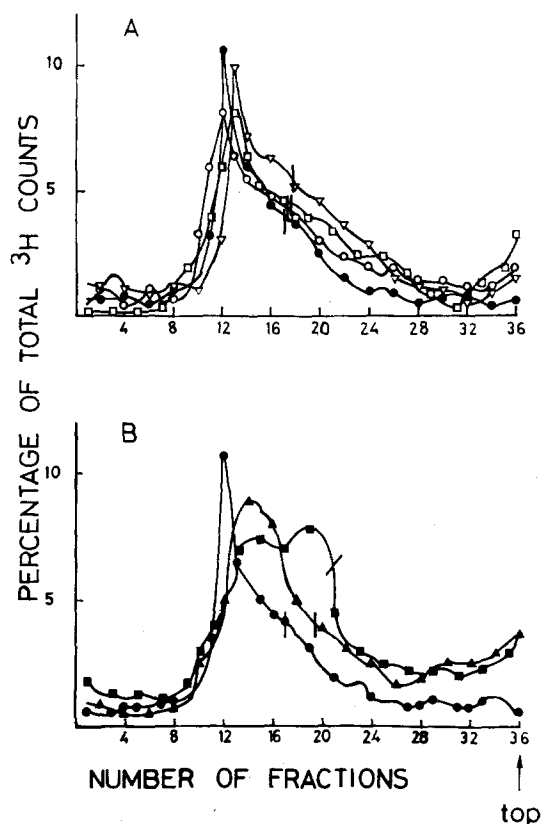 A
10
5
4 8 12 16 20 24 28 32 36
PERCENTAGE OF TOTAL ³H COUNTS
B
10
5
4 8 12 16 20 24 28 32 36
NUMBER OF FRACTIONS
top